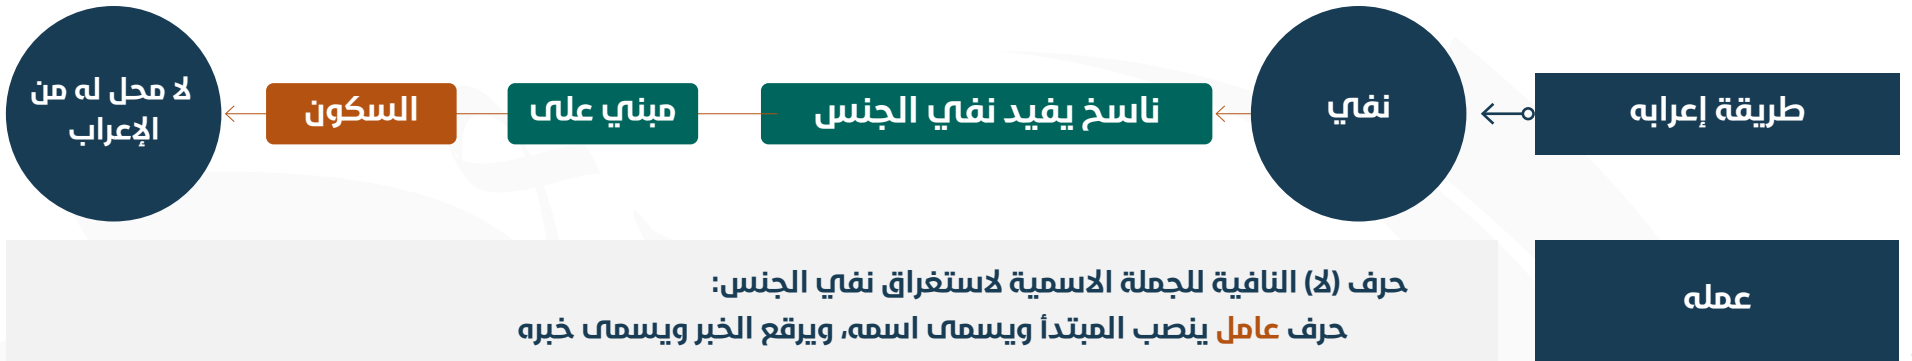 طريقة إعرابه
نفي
ناسخ يفيد نفي الجنس
مبني على
السكون
لا محل له من
الإعراب
عمله
حرف (لا) النافية للجملة الاسمية لاستغراق نفي الجنس:
حرف عامل ينصب المبتدأ ويسمى اسمه، ويرقع الخبر ويسمى خبره